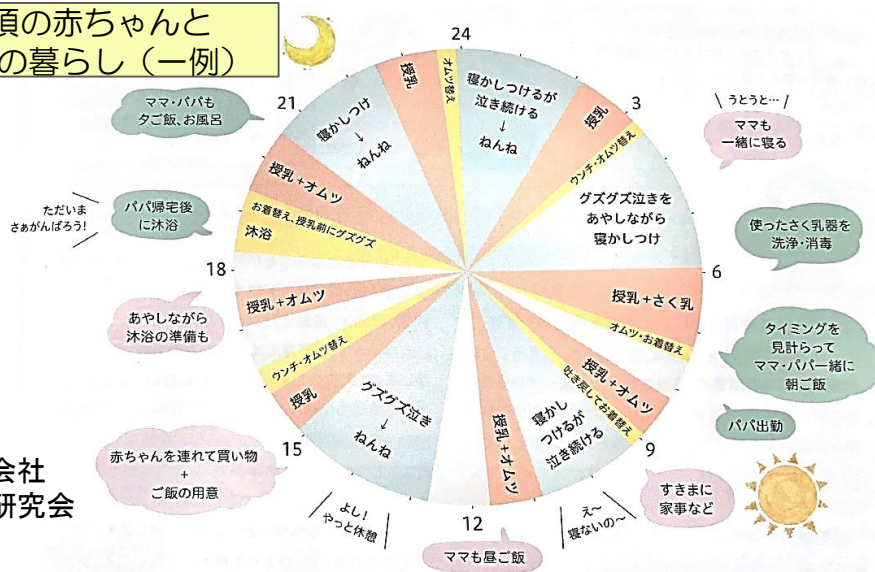 頃の赤ちゃんと
の暮らし（一例）
24
授乳
オムツ替え
寝かしつけるが
泣き続ける
↓
ねんね
授乳
3
\ うとうと… /
ママも
一緒に寝る
ウンチ・オムツ替え
グズグズ泣きを
あやしながら
寝かしつけ
使ったさく乳器を
洗浄・消毒
6
授乳+さく乳
オムツ・お着替え
タイミングを
見計らって
ママ・パパ一緒に
朝ご飯
授乳+オムツ
吐き戻してお着替え
パパ出勤
9
すきまに
家事など
寝かし
つけるが
泣き続ける
え〜
寝ないの〜
授乳+オムツ
ママも昼ご飯
12
よし！
やっと休憩
グズグズ泣き
↓
ねんね
15
授乳
ウンチ・オムツ替え
赤ちゃんを連れて買い物
+
ご飯の用意
授乳+オムツ
あやしながら
沐浴の準備も
18
沐浴
お着替え、授乳前にグズグズ
パパ帰宅後
に沐浴
ただいま
さぁがんばろう！
授乳+オムツ
ママ・パパも
夕ご飯、お風呂
21
寝かしつけ
↓
ねんね
会社
研究会